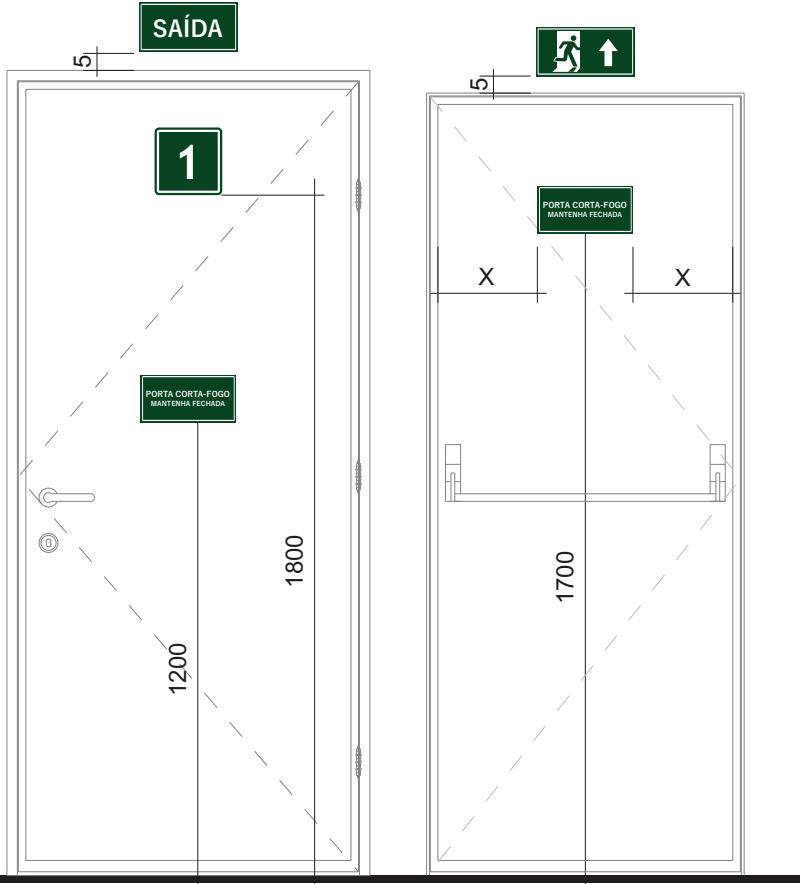 SAÍDA
5
5
1
PORTA CORTA-FOGO
MANTENHA FECHADA
X
X
PORTA CORTA-FOGO
MANTENHA FECHADA
1800
1700
1200